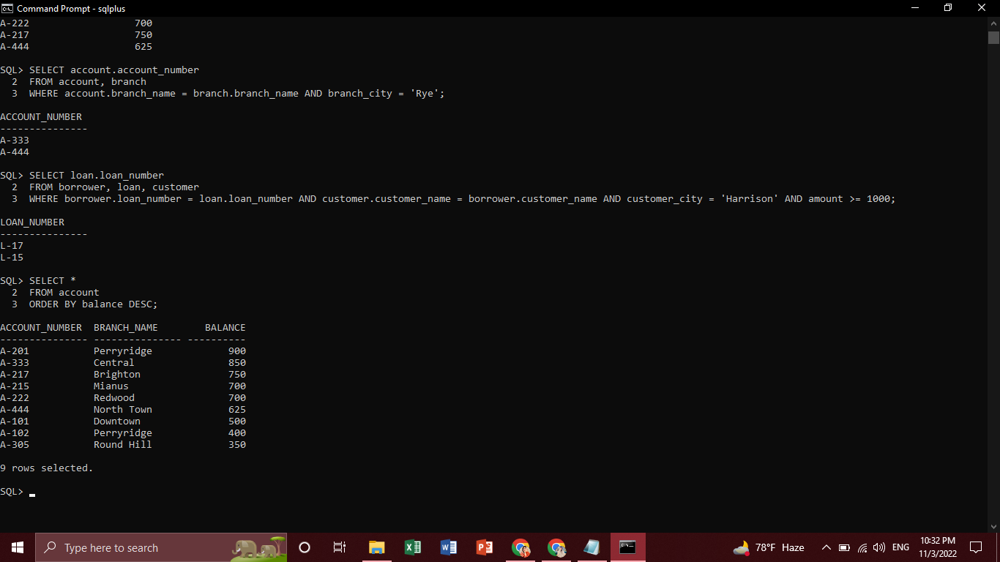 Command Prompt - sqlplus
A-222                  700
A-217                  750
A-444                  625
SQL> SELECT account.account_number
  2  FROM account, branch
  3  WHERE account.branch_name = branch.branch_name AND branch_city = 'Rye';
ACCOUNT_NUMBER
---------------
A-333
A-444
SQL> SELECT loan.loan_number
  2  FROM borrower, loan, customer
  3  WHERE borrower.loan_number = loan.loan_number AND customer.customer_name = borrower.customer_name AND customer_city = 'Harrison' AND amount >= 1000;
LOAN_NUMBER
---------------
L-17
L-15
SQL> SELECT *
  2  FROM account
  3  ORDER BY balance DESC;
ACCOUNT_NUMBER  BRANCH_NAME        BALANCE
--------------- --------------- ----------
A-201           Perryridge             900
A-333           Central                850
A-217           Brighton               750
A-215           Mianus                 700
A-222           Redwood                700
A-444           North Town             625
A-101           Downtown               500
A-102           Perryridge             400
A-305           Round Hill             350
9 rows selected.
SQL>
Type here to search
78°F Haze
ENG
10:32 PM
11/3/2022